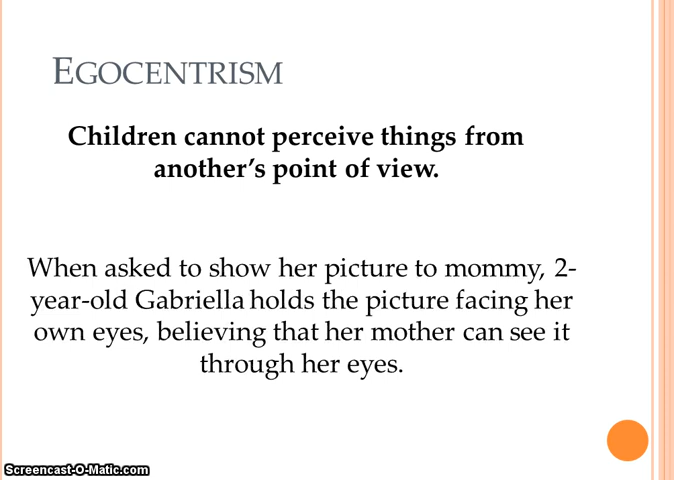 EGOCENTRISM
Children cannot perceive things from
another’s point of view.
When asked to show her picture to mommy, 2-
year-old Gabriella holds the picture facing her
own eyes, believing that her mother can see it
through her eyes.
Screencast-O-Matic.com